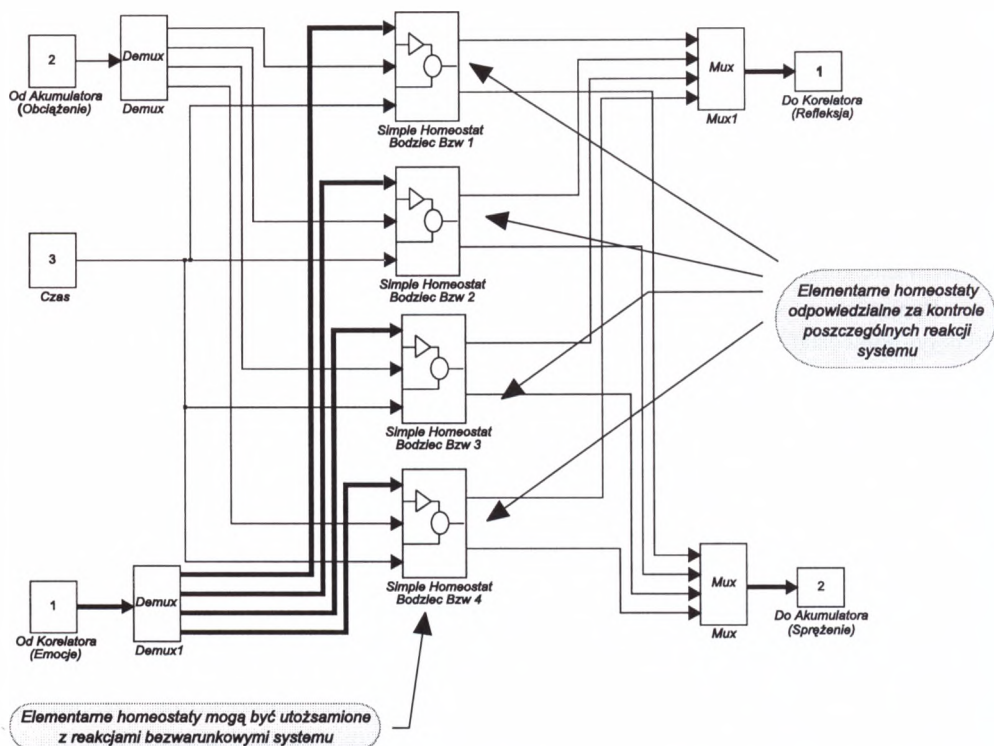 2
Od Akumulatora
(Obciążenie)
Demux
Demux
3
Czas
1
Od Korelatora
(Emocje)
Demux
Demux1
Simple Homeostat
Bodziec Bzw 1
Simple Homeostat
Bodziec Bzw 2
Simple Homeostat
Bodziec Bzw 3
Simple Homeostat
Bodziec Bzw 4
Mux
Mux1
1
Do Korelatora
(Refleksja)
Elementarne homeostaty
odpowiedzialne za kontrole
poszczególnych reakcji
systemu
Mux
Mux
2
Do Akumulatora
(Sprężenie)
Elementarne homeostaty mogą być utożsamione
z reakcjami bezwarunkowymi systemu